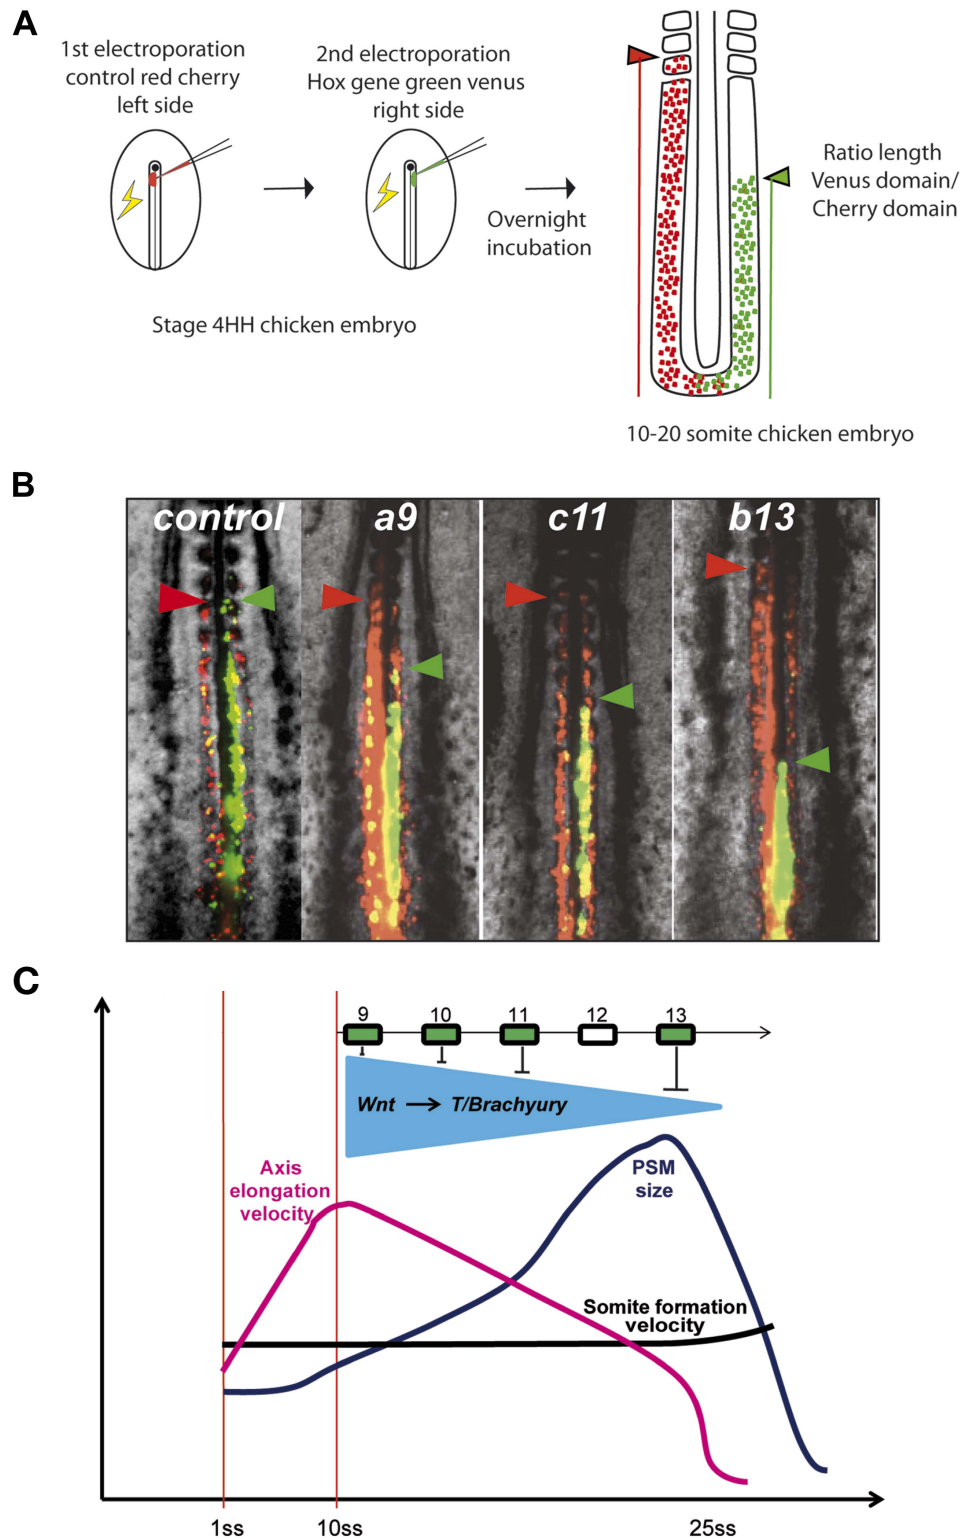 A
1st electroporation
control red cherry
left side
2nd electroporation
Hox gene green venus
right side
Overnight
incubation
Ratio length
Venus domain/
Cherry domain
Stage 4HH chicken embryo
10-20 somite chicken embryo
B
control
a9
c11
b13
C
9
10
11
12
13
Wnt → T/Brachyury
Axis
elongation
velocity
PSM
size
Somite formation
velocity
1ss
10ss
25ss